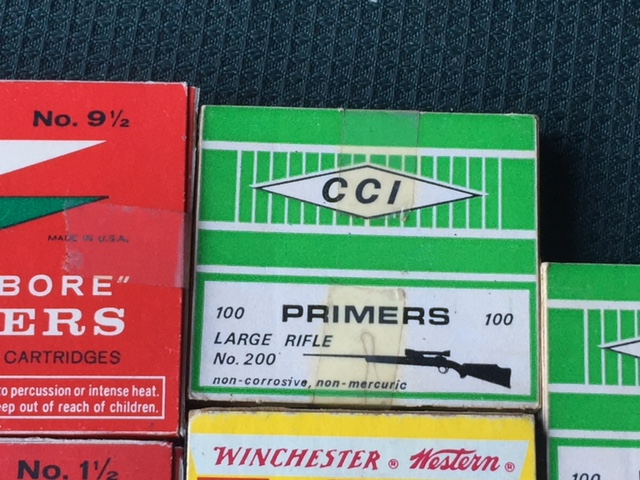 No. 9½
MADE IN U.S.A.
BORE"
ERS
CARTRIDGES
to percussion or intense heat.
eep out of reach of children.
No. 1½
CCI
100 PRIMERS 100
LARGE RIFLE
No. 200
non-corrosive, non-mercuric
WINCHESTER ® Western ®
100